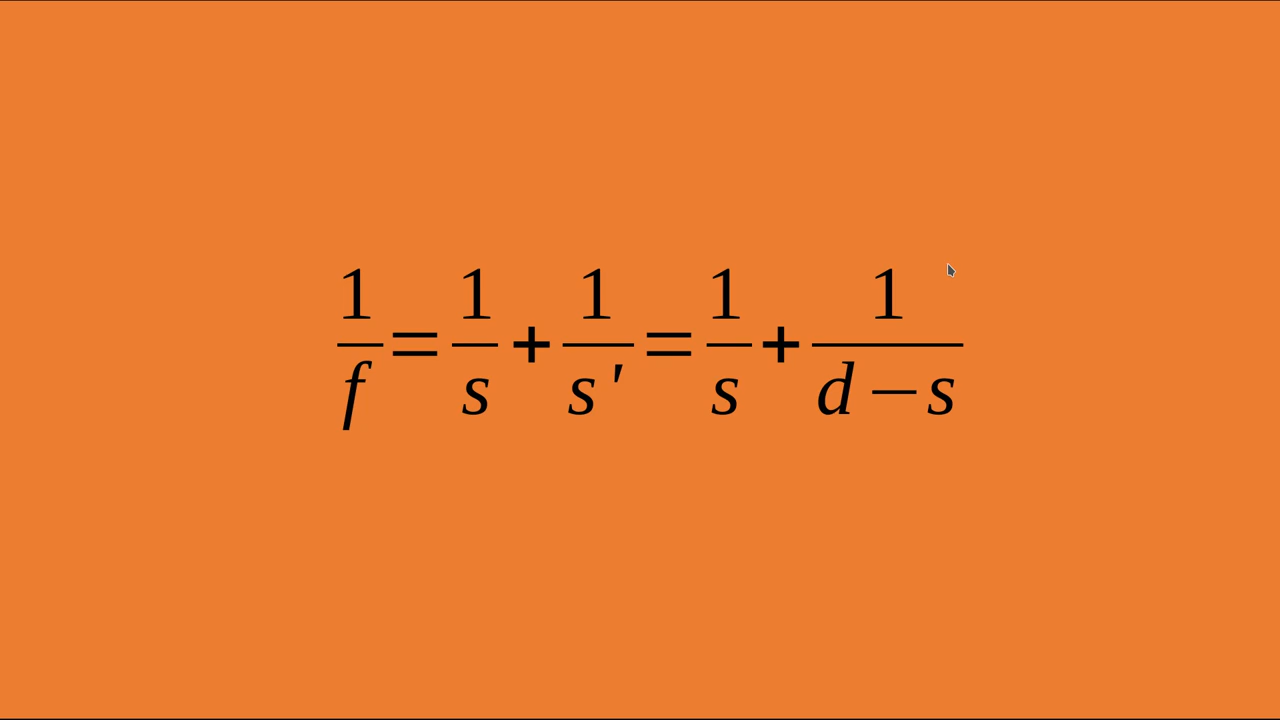 1/f = 1/s + 1/s' = 1/s + 1/(d − s)